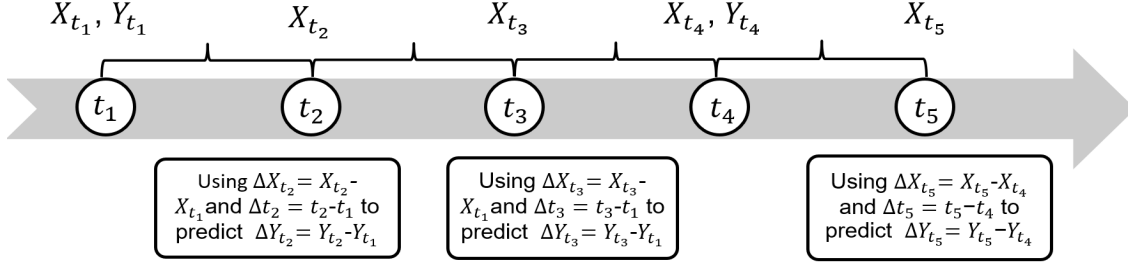 X_{t_1}, Y_{t_1} X_{t_2} X_{t_3} X_{t_4}, Y_{t_4} X_{t_5}
t_1 t_2 t_3 t_4 t_5
Using ΔX_{t_2}= X_{t_2}-
X_{t_1}and Δt_2 = t_2-t_1 to
predict ΔY_{t_2}= Y_{t_2}-Y_{t_1}
Using ΔX_{t_3}= X_{t_3}-
X_{t_1}and Δt_3 = t_3-t_1 to
predict ΔY_{t_3}= Y_{t_3}-Y_{t_1}
Using ΔX_{t_5}= X_{t_5}-X_{t_4}
and Δt_5 = t_5−t_4 to
predict ΔY_{t_5}= Y_{t_5}−Y_{t_4}